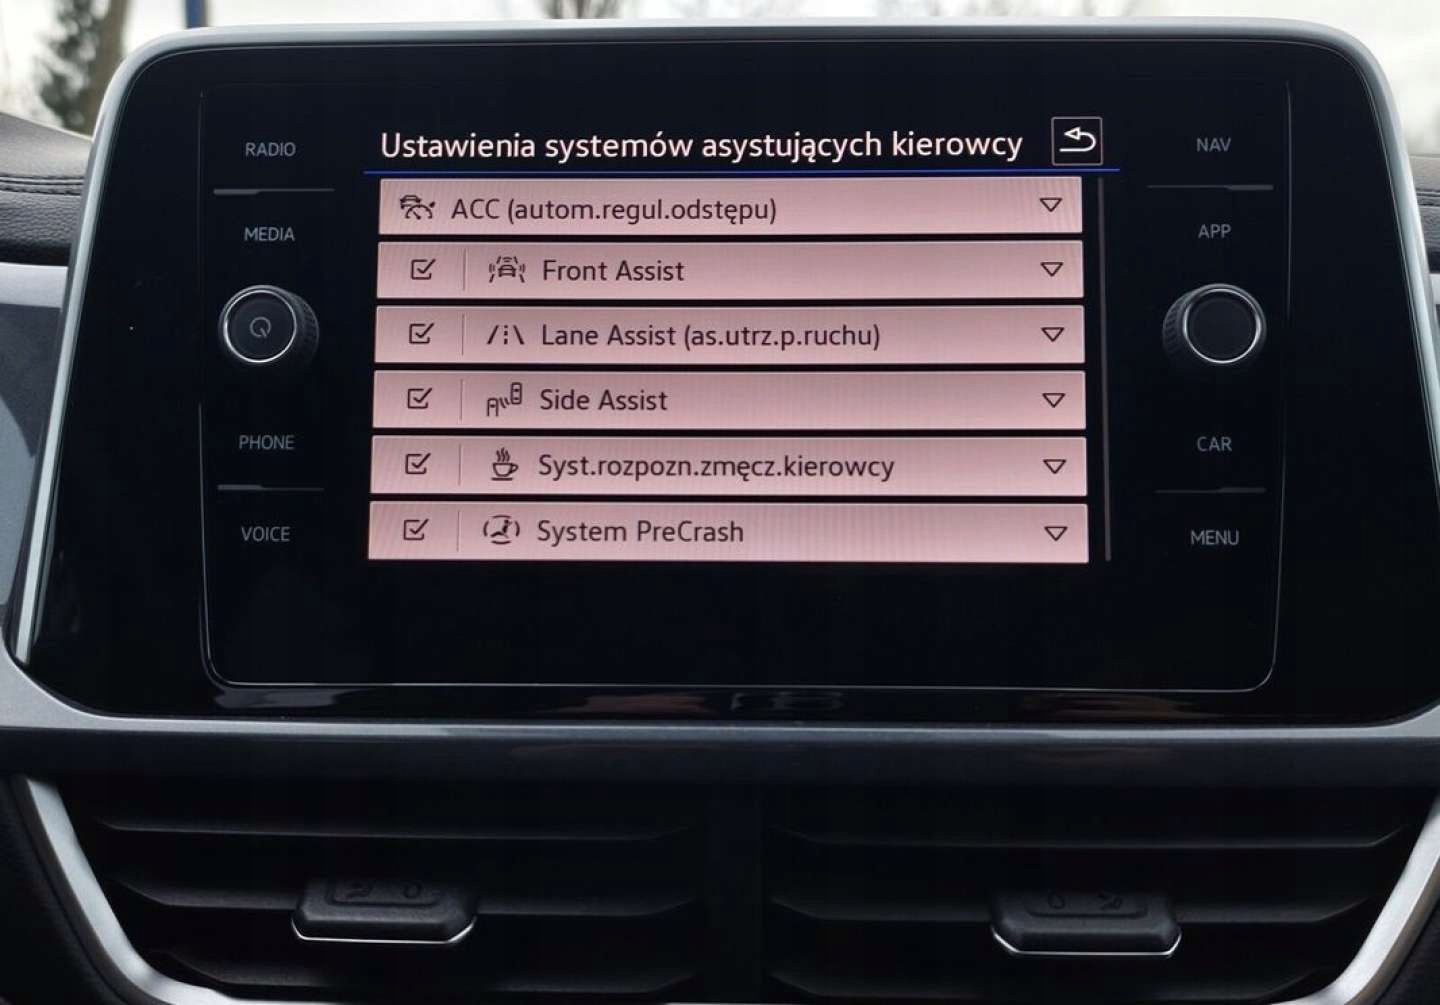 Ustawienia systemów asystujących kierowcy
RADIO
MEDIA
PHONE
VOICE
ACC (autom.regul.odstępu)
Front Assist
Lane Assist (as.utrz.p.ruchu)
Side Assist
Syst.rozpozn.zmęcz.kierowcy
System PreCrash
NAV
APP
CAR
MENU